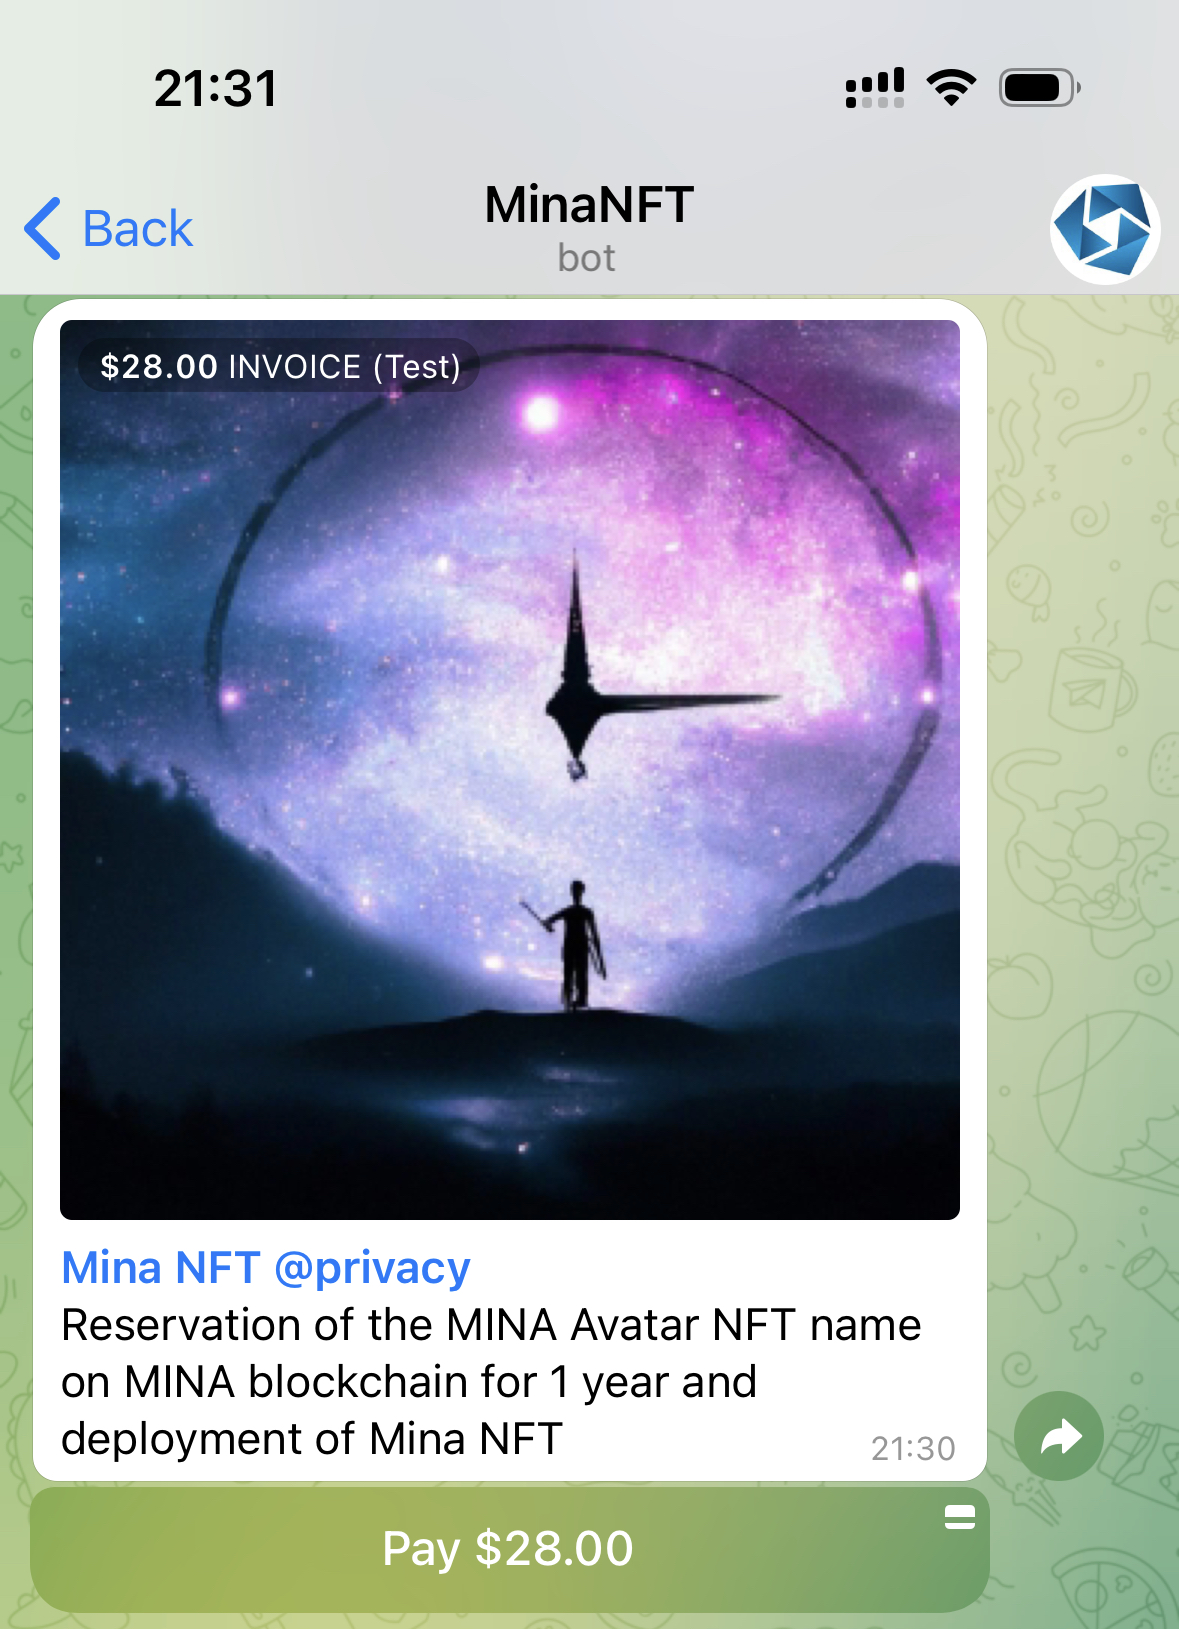 21:31
Back
MinaNFT
bot
$28.00 INVOICE (Test)
Mina NFT @privacy
Reservation of the MINA Avatar NFT name
on MINA blockchain for 1 year and
deployment of Mina NFT
21:30
Pay $28.00